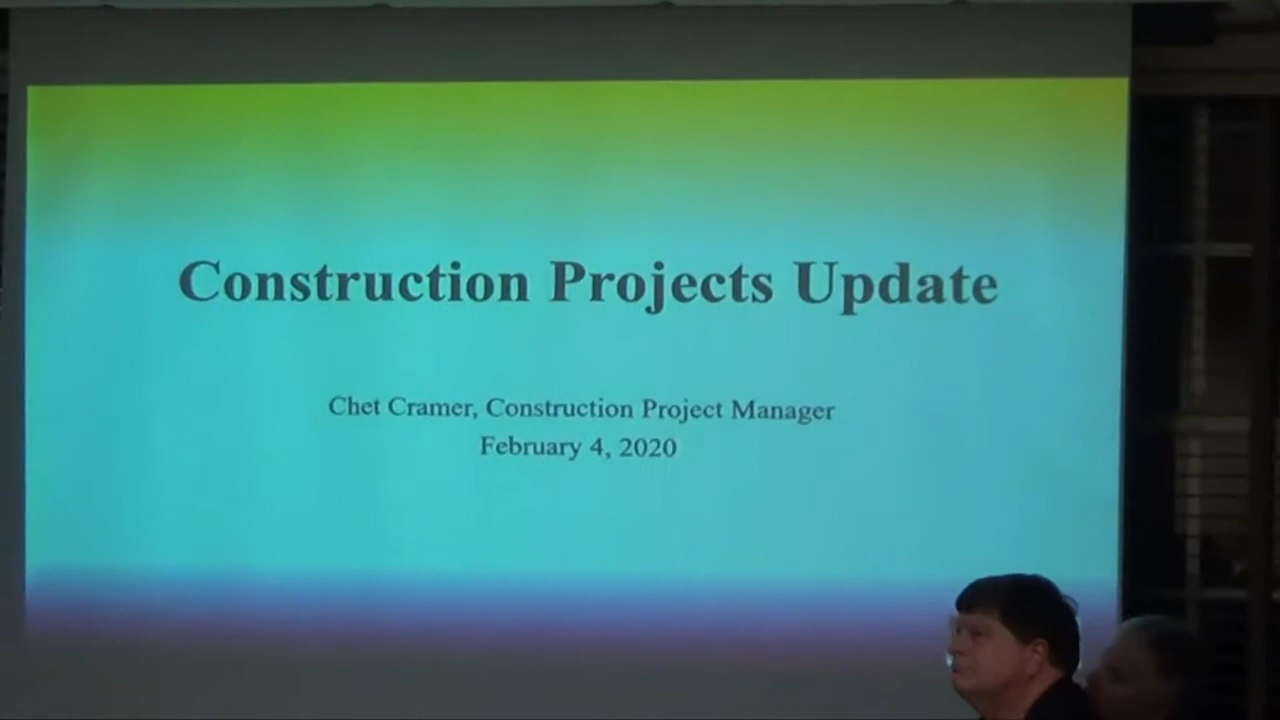 Construction Projects Update
Chet Cramer, Construction Project Manager
February 4, 2020